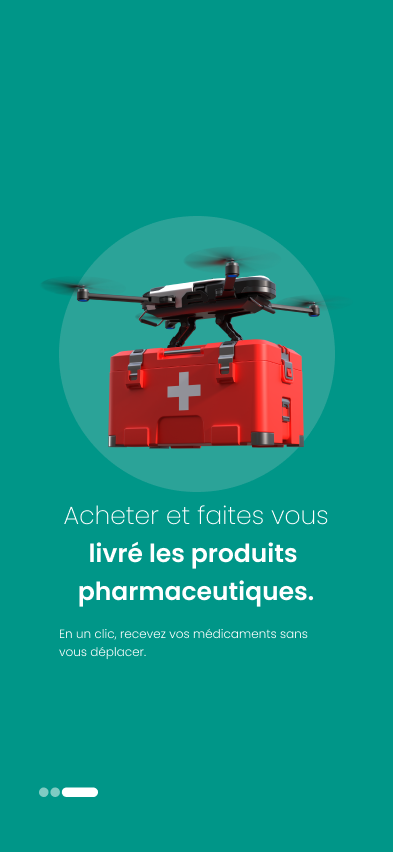 Acheter et faites vous
livré les produits
pharmaceutiques.
En un clic, recevez vos médicaments sans
vous déplacer.